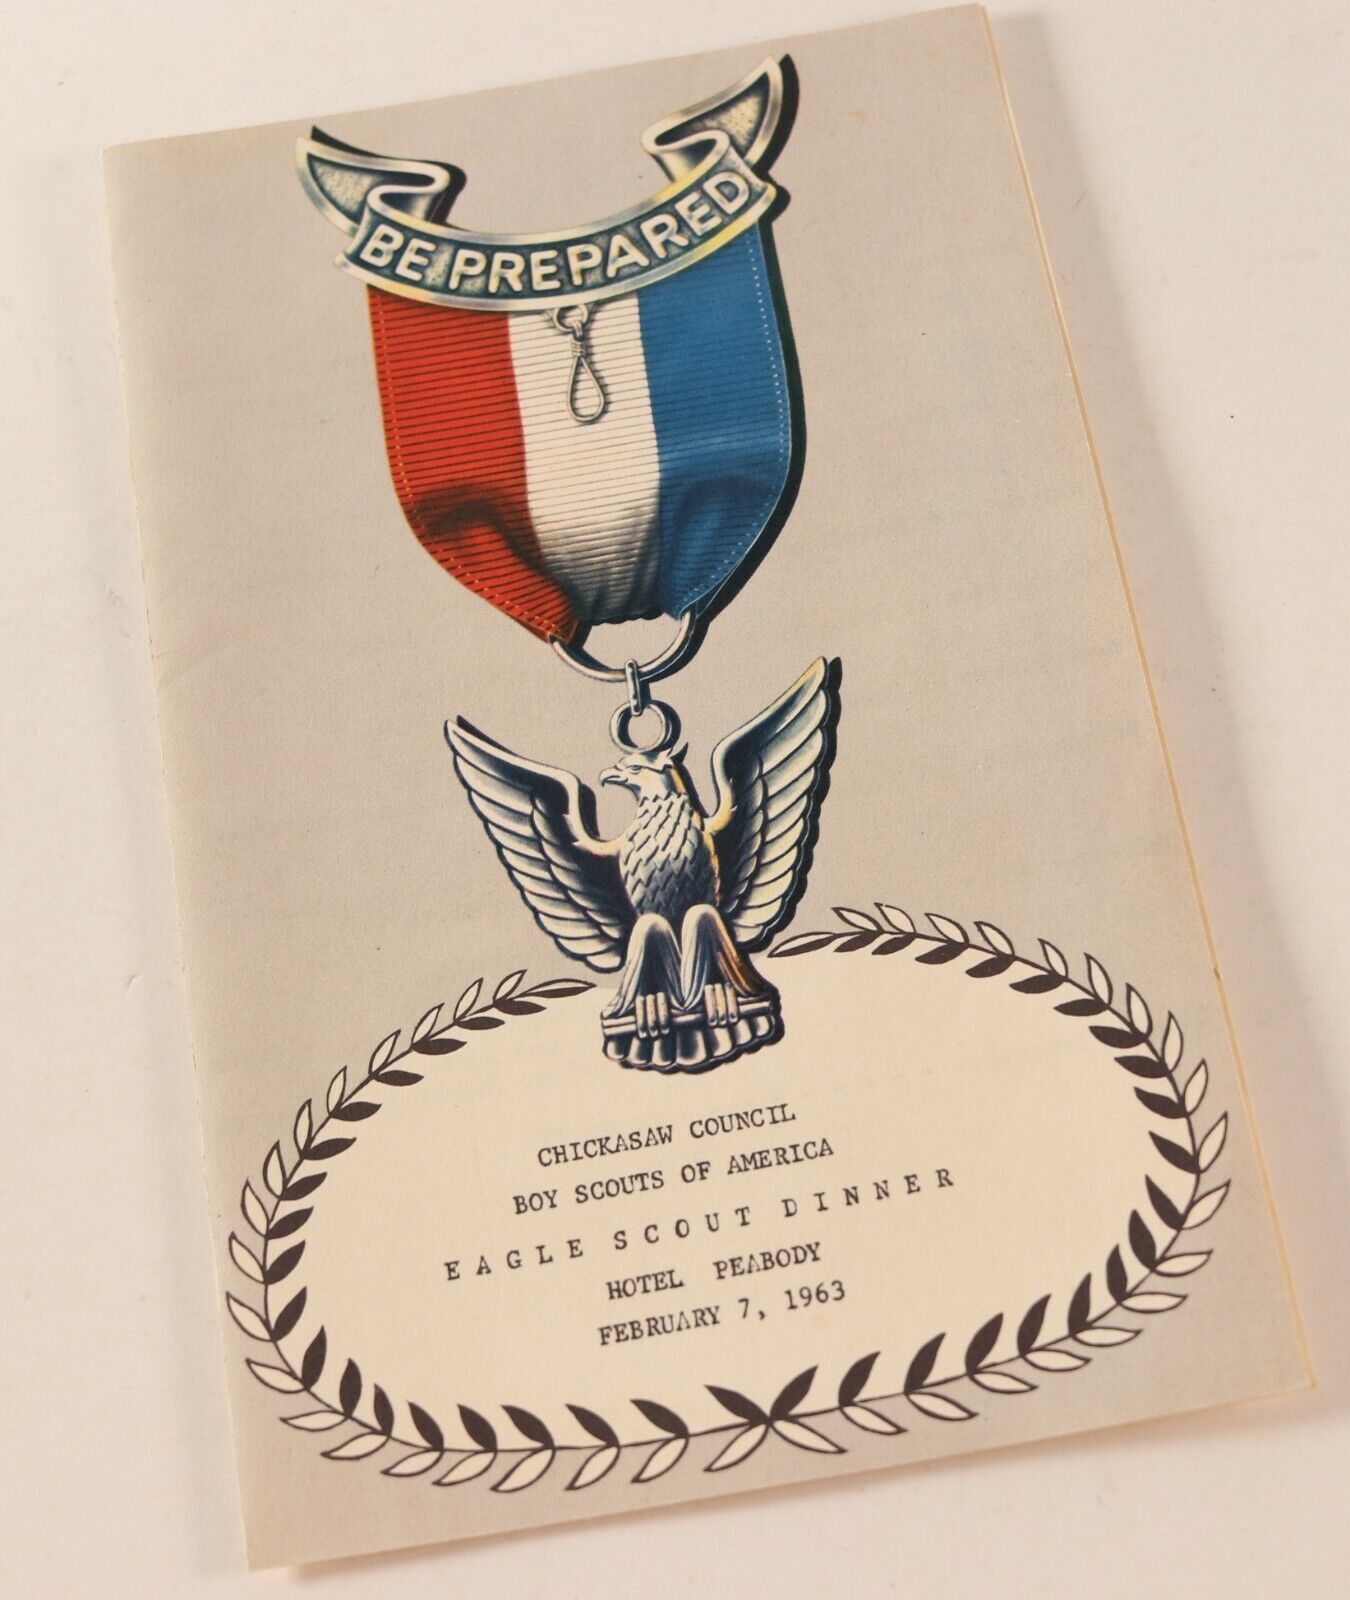 BE PREPARED
CHICKASAW COUNCIL
BOY SCOUTS OF AMERICA
EAGLE SCOUT DINNER
HOTEL PEABODY
FEBRUARY 7, 1963